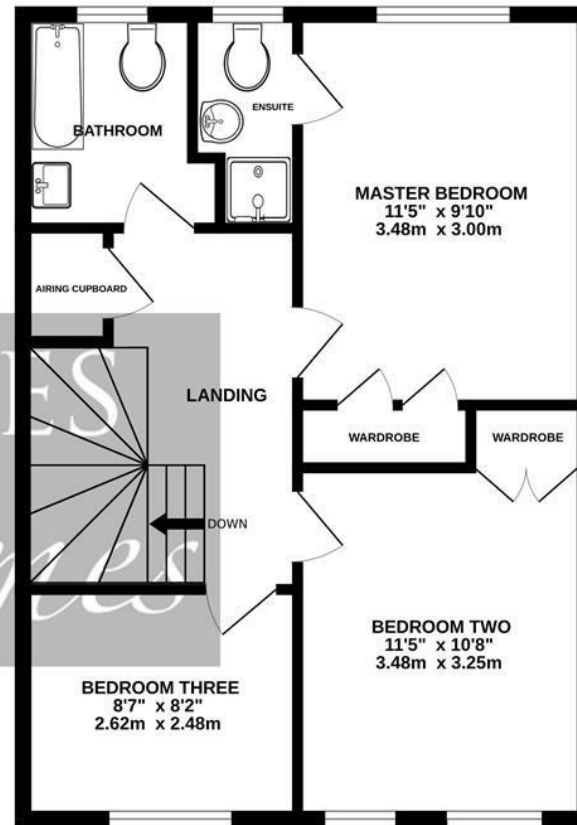 BATHROOM
ENSUITE
MASTER BEDROOM
11'5" x 9'10"
3.48m x 3.00m
AIRING CUPBOARD
LANDING
WARDROBE
WARDROBE
DOWN
BEDROOM TWO
11'5" x 10'8"
3.48m x 3.25m
BEDROOM THREE
8'7" x 8'2"
2.62m x 2.48m